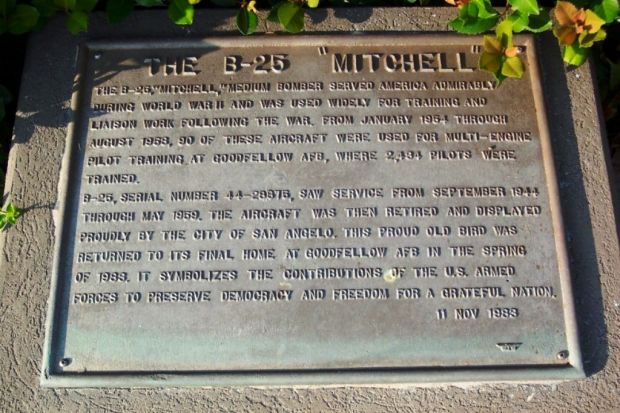 THE B-25 "MITCHELL"
THE B-25, "MITCHELL," MEDIUM BOMBER SERVED AMERICA ADMIRABLY
DURING WORLD WAR II AND WAS USED WIDELY FOR TRAINING AND
LIAISON WORK FOLLOWING THE WAR. FROM JANUARY 1954 THROUGH
AUGUST 1958, 90 OF THESE AIRCRAFT WERE USED FOR MULTI-ENGINE
PILOT TRAINING AT GOODFELLOW AFB, WHERE 2,494 PILOTS WERE
TRAINED.
B-25, SERIAL NUMBER SAW SERVICE FROM SEPTEMBER 1944
THROUGH MAY 1959. THE AIRCRAFT WAS THEN RETIRED AND DISPLAYED
PROUDLY BY THE CITY OF SAN ANGELO. THIS PROUD OLD BIRD WAS
RETURNED TO ITS FINAL HOME AT GOODFELLOW AFB IN THE SPRING
OF 1983. IT SYMBOLIZES THE CONTRIBUTIONS OF THE U.S. ARMED
FORCES TO PRESERVE DEMOCRACY AND FREEDOM FOR A GRATEFUL NATION.
11 NOV 1983